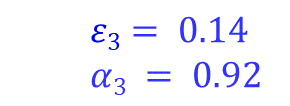 ε₃ = 0.14
α₃ = 0.92